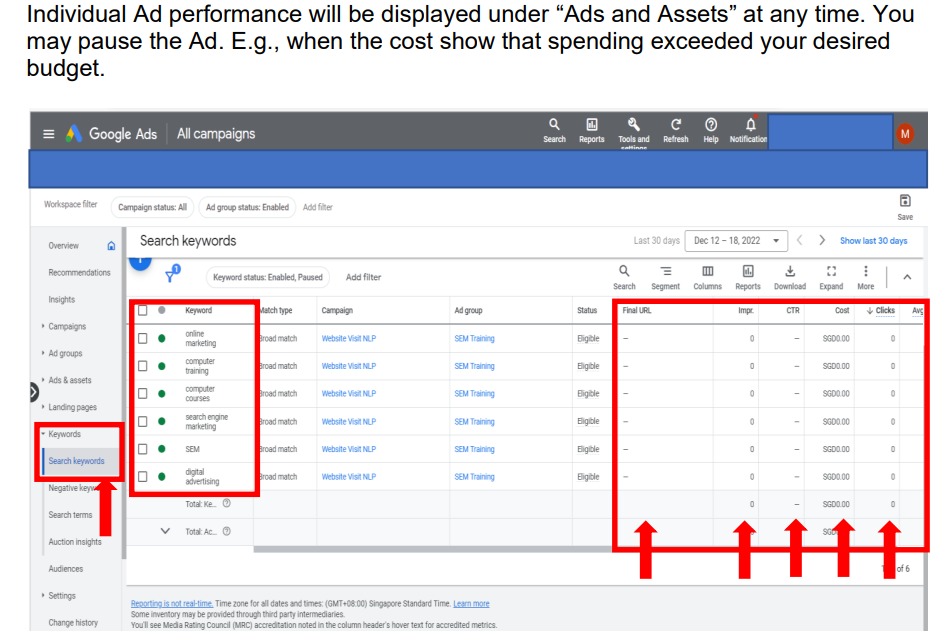 Individual Ad performance will be displayed under “Ads and Assets” at any time. You
may pause the Ad. E.g., when the cost show that spending exceeded your desired
budget.
Google Ads All campaigns
Search Reports Tools and settings Refresh Help Notification M
Workspace filter Campaign status: All Ad group status: Enabled Add filter Save
Overview
Recommendations
Insights
Campaigns
Ad groups
Ads & assets
Landing pages
Keywords
Search keywords
Negative
Search terms
Auction insights
Audiences
Settings
Change history
Search keywords Last 30 days Dec 12 – 18, 2022 Show last 30 days
1 Keyword status: Enabled, Paused Add filter Search Segment Columns Reports Download Expand More
Keyword Match type Campaign Ad group Status Final URL Impr. CTR Cost ↓ Clicks Avg
online marketing Broad match Website Visit NLP SEM Training Eligible – 0 – SGD0.00 0
computer training Broad match Website Visit NLP SEM Training Eligible – 0 – SGD0.00 0
computer courses Broad match Website Visit NLP SEM Training Eligible – 0 – SGD0.00 0
search engine marketing Broad match Website Visit NLP SEM Training Eligible – 0 – SGD0.00 0
SEM Broad match Website Visit NLP SEM Training Eligible – 0 – SGD0.00 0
digital advertising Broad match Website Visit NLP SEM Training Eligible – 0 – SGD0.00 0
Total: Ke... 0 – SGD0.00 0
Total: Ac...
of 6
Reporting is not real-time. Time zone for all dates and times: (GMT+08:00) Singapore Standard Time. Learn more
Some inventory may be provided through third party intermediaries.
You'll see Media Rating Council (MRC) accreditation noted in the column header's hover text for accredited metrics.